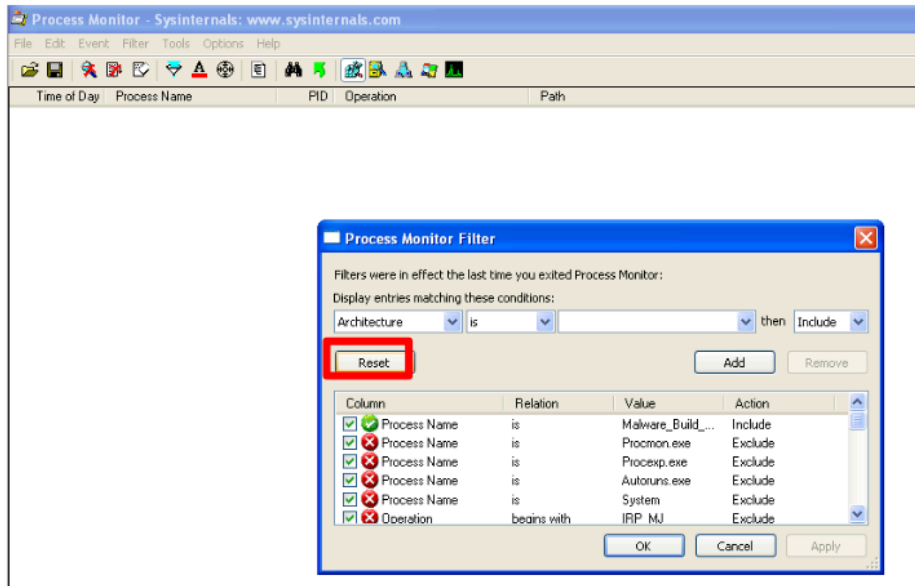 Process Monitor - Sysinternals: www.sysinternals.com
File Edit Event Filter Tools Options Help
Time of Day Process Name PID Operation Path
Process Monitor Filter
Filters were in effect the last time you exited Process Monitor:
Display entries matching these conditions:
Architecture is then Include
Reset Add Remove
Column Relation Value Action
Process Name is Malware_Build_... Include
Process Name is Procmon.exe Exclude
Process Name is Procexp.exe Exclude
Process Name is Autoruns.exe Exclude
Process Name is System Exclude
Operation begins with IRP_MJ Exclude
OK Cancel Apply